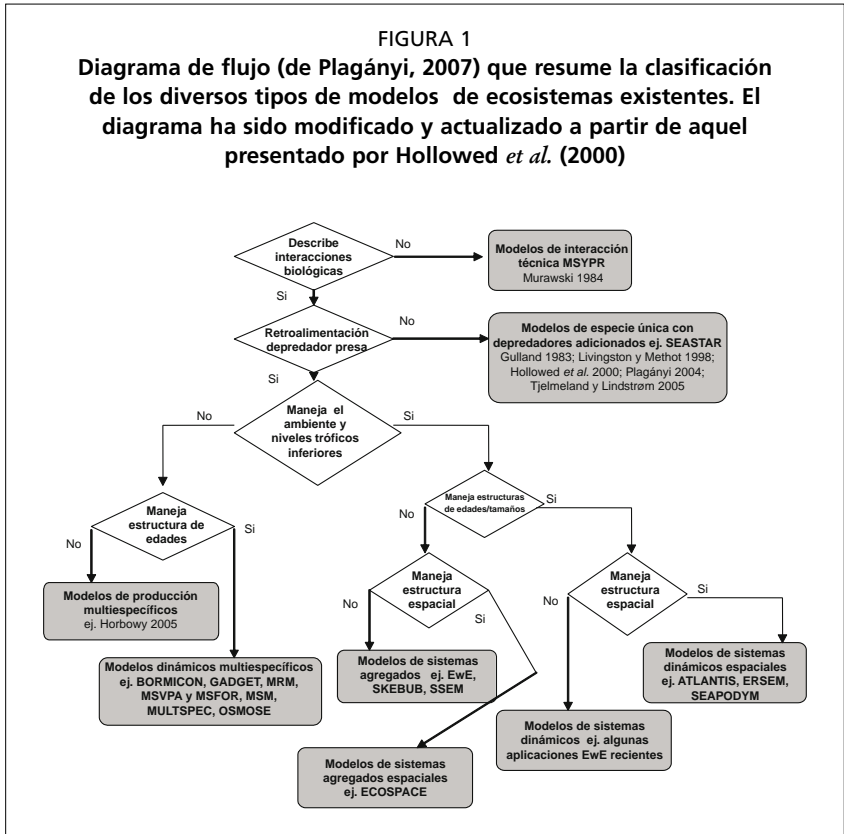 FIGURA 1
Diagrama de flujo (de Plagányi, 2007) que resume la clasificación
de los diversos tipos de modelos de ecosistemas existentes. El
diagrama ha sido modificado y actualizado a partir de aquel
presentado por Hollowed et al. (2000)
Describe
interacciones
biológicas
No
Modelos de interacción
técnica MSYPR
Murawski 1984
Si
Retroalimentación
depredador presa
No
Modelos de especie única con
depredadores adicionados ej. SEASTAR
Gulland 1983; Livingston y Methot 1998;
Hollowed et al. 2000; Plagányi 2004;
Tjelmeland y Lindstrøm 2005
Si
Maneja el
ambiente y
niveles tróficos
inferiores
No
Si
Maneja
estructura de
edades
No
Si
Modelos de producción
multiespecíficos
ej. Horbowy 2005
Modelos dinámicos multiespecíficos
ej. BORMICON, GADGET, MRM,
MSVPA y MSFOR, MSM,
MULTSPEC, OSMOSE
Maneja estructuras
de edades/tamaños
No
Si
Maneja
estructura
espacial
No
Si
Modelos de sistemas
agregados ej. EwE,
SKEBUB, SSEM
Modelos de sistemas
agregados espaciales
ej. ECOSPACE
Maneja
estructura
espacial
No
Si
Modelos de sistemas
dinámicos ej. algunas
aplicaciones EwE recientes
Modelos de sistemas
dinámicos espaciales
ej. ATLANTIS, ERSEM,
SEAPODYM